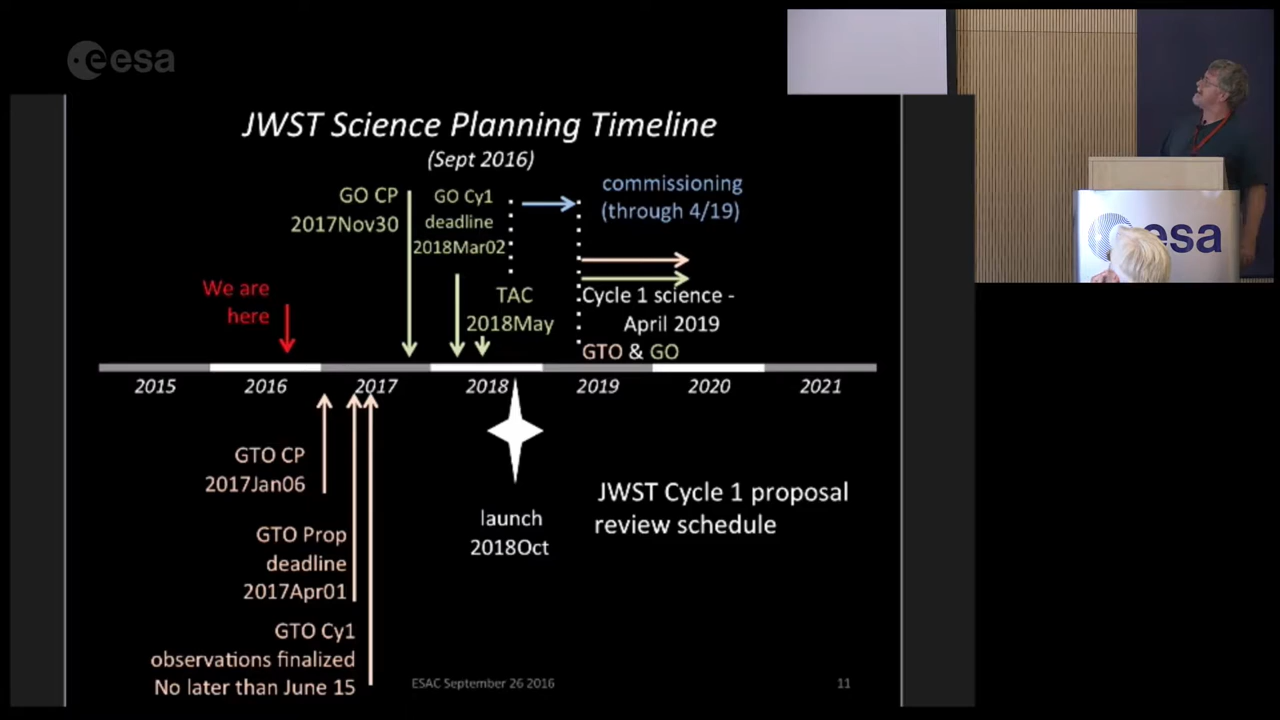 esa
JWST Science Planning Timeline
(Sept 2016)
GO CP
2017Nov30
GO Cy1
deadline
2018Mar02
commissioning
(through 4/19)
We are
here
TAC
2018May
Cycle 1 science -
April 2019
GTO & GO
2015 2016 2017 2018 2019 2020 2021
GTO CP
2017Jan06
GTO Prop
deadline
2017Apr01
GTO Cy1
observations finalized
No later than June 15
launch
2018Oct
JWST Cycle 1 proposal
review schedule
ESAC September 26 2016
11
esa